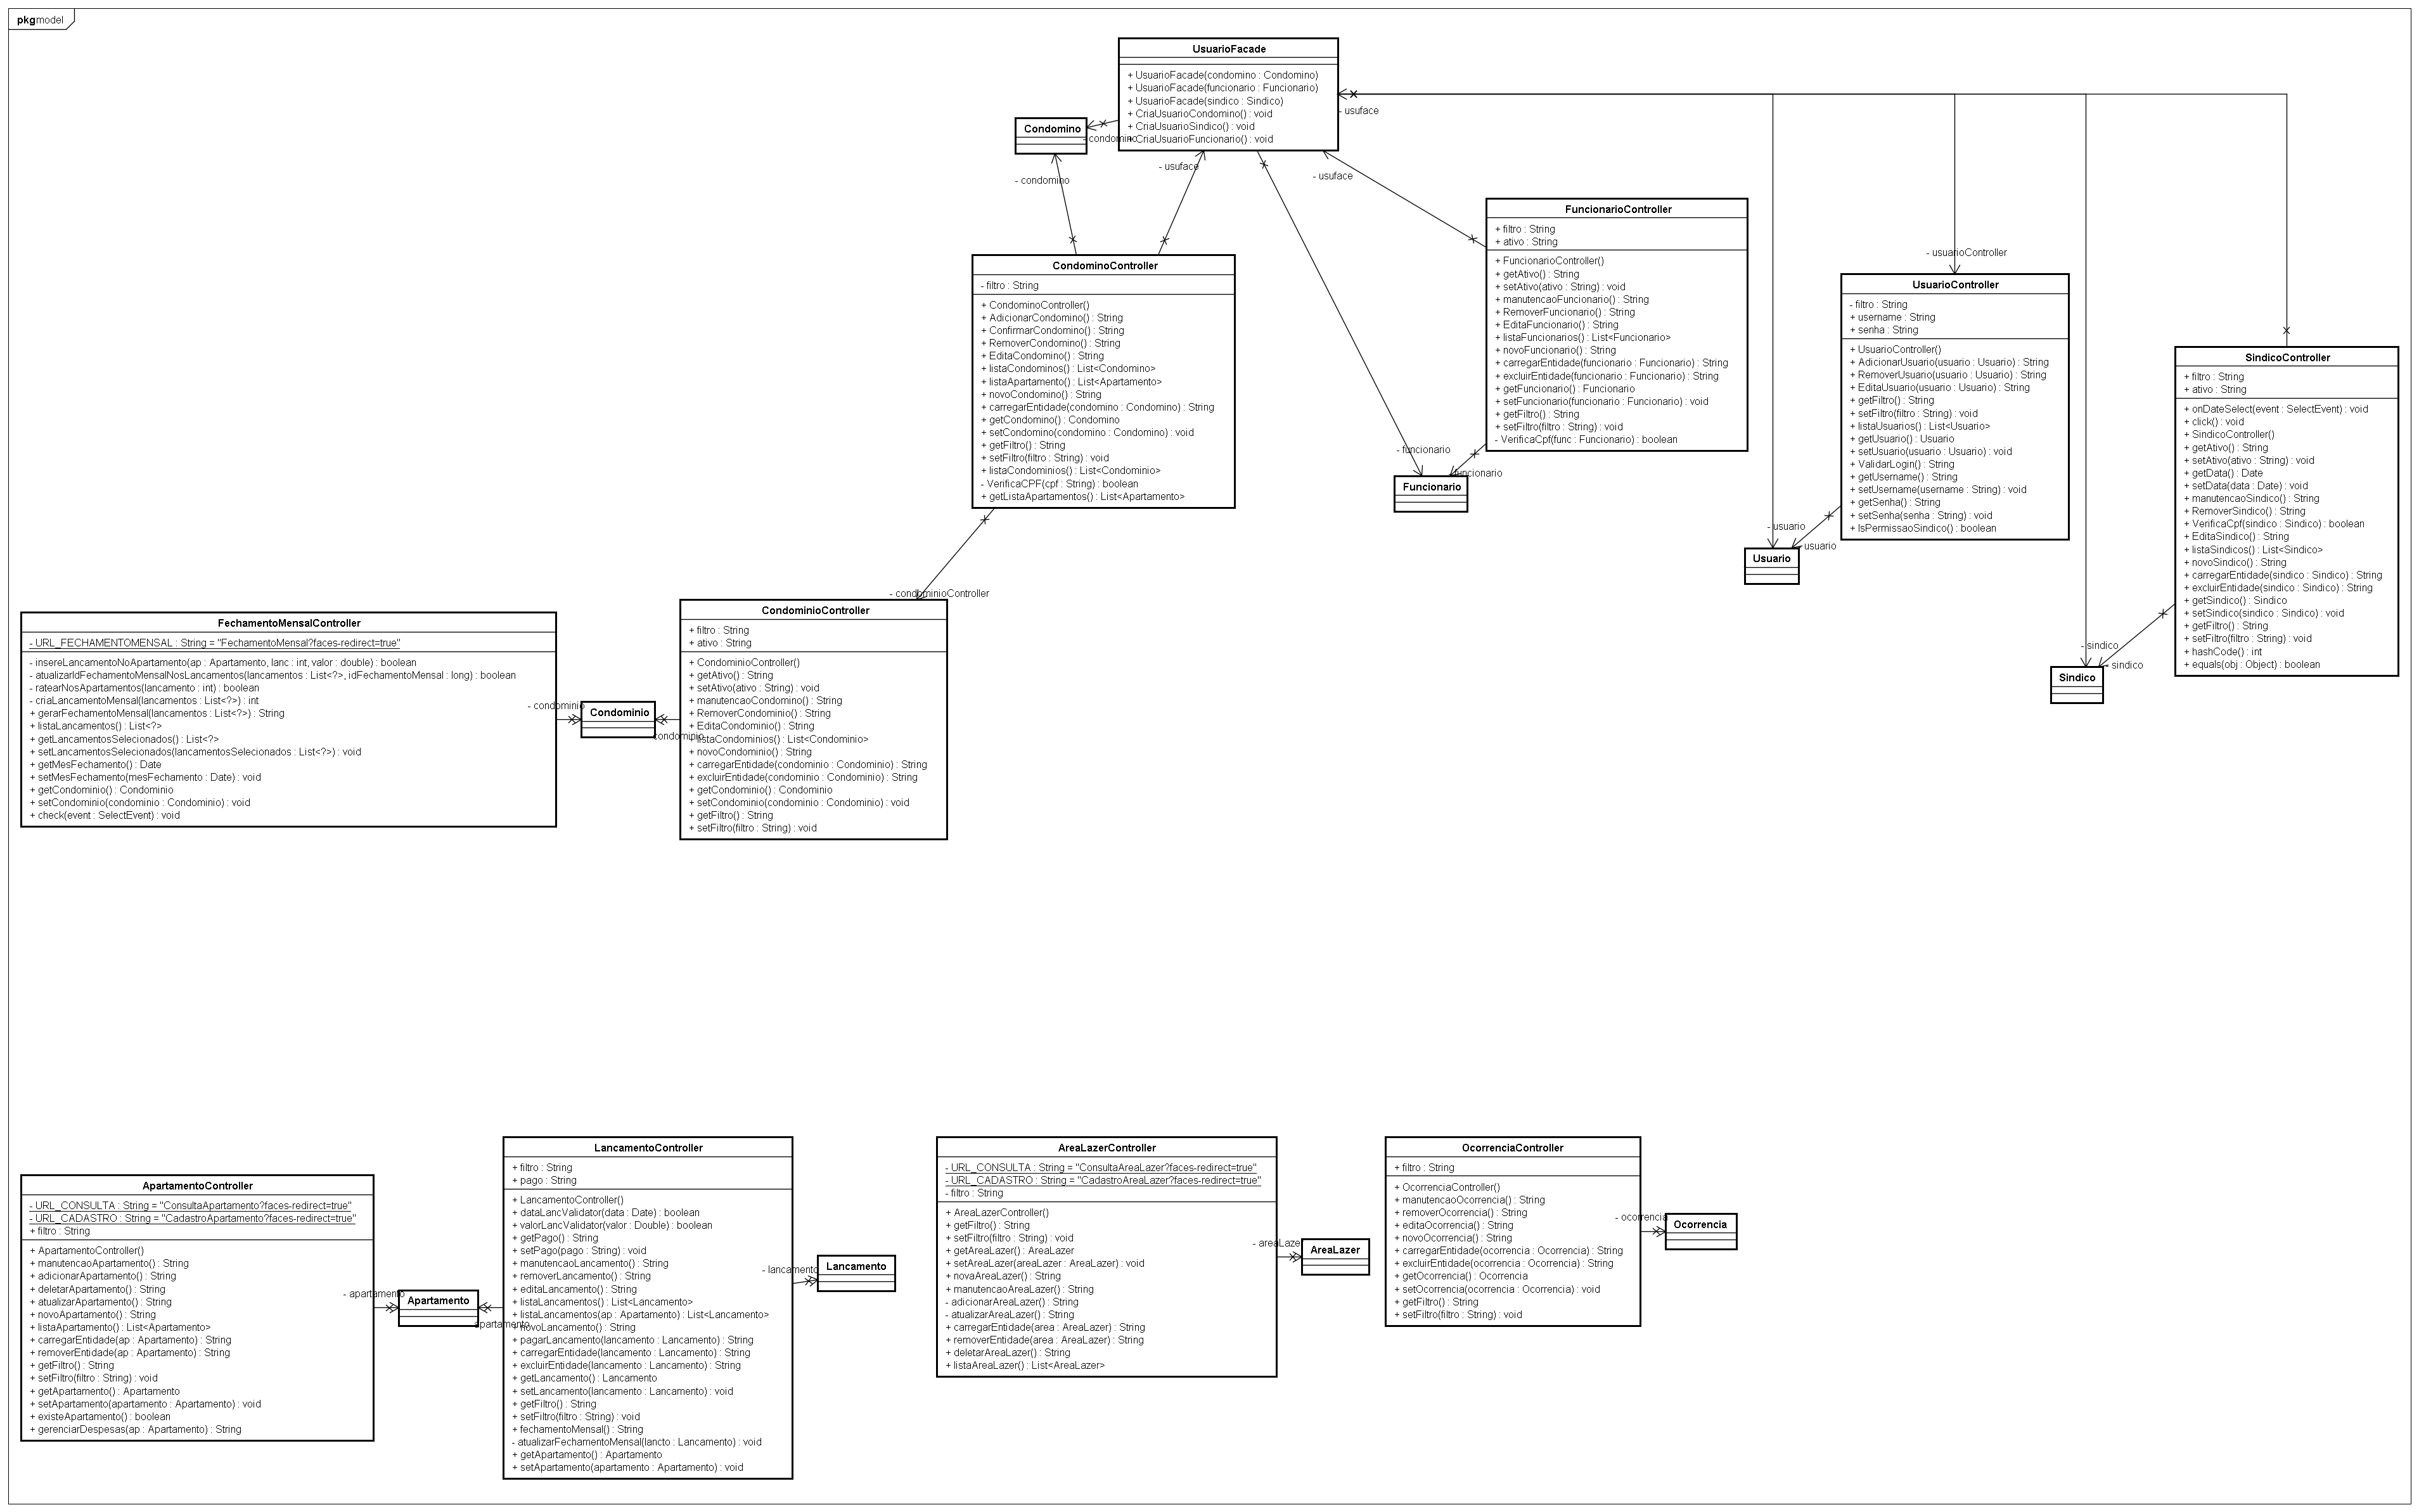 pkg model
UsuarioFacade
+ UsuarioFacade(condomino : Condomino)
+ UsuarioFacade(funcionario : Funcionario)
+ UsuarioFacade(sindico : Sindico)
+ CriaUsuarioCondomino() : void
+ CriaUsuarioSindico() : void
+ CriaUsuarioFuncionario() : void
- usuface
Condomino
- condomino
- condomino
- usuface
- usuface
CondominoController
- filtro : String
+ CondominoController()
+ AdicionarCondomino() : String
+ ConfirmarCondomino() : String
+ RemoverCondomino() : String
+ EditaCondomino() : String
+ listaCondominos() : List<Condomino>
+ listaApartamento() : List<Apartamento>
+ novoCondomino() : String
+ carregarEntidade(condomino : Condomino) : String
+ getCondomino() : Condomino
+ setCondomino(condomino : Condomino) : void
+ getFiltro() : String
+ setFiltro(filtro : String) : void
+ listaCondominios() : List<Condominio>
- VerificaCPF(cpf : String) : boolean
+ getListaApartamentos() : List<Apartamento>
FuncionarioController
+ filtro : String
+ ativo : String
+ FuncionarioController()
+ getAtivo() : String
+ setAtivo(ativo : String) : void
+ manutencaoFuncionario() : String
+ RemoverFuncionario() : String
+ EditaFuncionario() : String
+ listaFuncionarios() : List<Funcionario>
+ novoFuncionario() : String
+ carregarEntidade(funcionario : Funcionario) : String
+ excluirEntidade(funcionario : Funcionario) : String
+ getFuncionario() : Funcionario
+ setFuncionario(funcionario : Funcionario) : void
+ getFiltro() : String
+ setFiltro(filtro : String) : void
- VerificaCpf(func : Funcionario) : boolean
- funcionario
- funcionario
Funcionario
- usuarioController
UsuarioController
- filtro : String
+ username : String
+ senha : String
+ UsuarioController()
+ AdicionarUsuario(usuario : Usuario) : String
+ RemoverUsuario(usuario : Usuario) : String
+ EditaUsuario(usuario : Usuario) : String
+ getFiltro() : String
+ setFiltro(filtro : String) : void
+ listaUsuarios() : List<Usuario>
+ getUsuario() : Usuario
+ setUsuario(usuario : Usuario) : void
+ ValidarLogin() : String
+ getUsername() : String
+ setUsername(username : String) : void
+ getSenha() : String
+ setSenha(senha : String) : void
+ IsPermissaoSindico() : boolean
- usuario
- usuario
Usuario
SindicoController
+ filtro : String
+ ativo : String
+ onDateSelect(event : SelectEvent) : void
+ click() : void
+ SindicoController()
+ getAtivo() : String
+ setAtivo(ativo : String) : void
+ getData() : Date
+ setData(data : Date) : void
+ manutencaoSindico() : String
+ RemoverSindico() : String
+ VerificaCpf(sindico : Sindico) : boolean
+ EditaSindico() : String
+ listaSindicos() : List<Sindico>
+ novoSindico() : String
+ carregarEntidade(sindico : Sindico) : String
+ excluirEntidade(sindico : Sindico) : String
+ getSindico() : Sindico
+ setSindico(sindico : Sindico) : void
+ getFiltro() : String
+ setFiltro(filtro : String) : void
+ hashCode() : int
+ equals(obj : Object) : boolean
- sindico
- sindico
Sindico
- condominioController
FechamentoMensalController
- URL_FECHAMENTOMENSAL : String = "FechamentoMensal?faces-redirect=true"
- insereLancamentoNoApartamento(ap : Apartamento, lanc : int, valor : double) : boolean
- atualizarIdFechamentoMensalNosLancamentos(lancamentos : List<?>, idFechamentoMensal : long) : boolean
- ratearNosApartamentos(lancamento : int) : boolean
- criaLancamentoMensal(lancamentos : List<?>) : int
+ gerarFechamentoMensal(lancamentos : List<?>) : String
+ listaLancamentos() : List<?>
+ getLancamentosSelecionados() : List<?>
+ setLancamentosSelecionados(lancamentosSelecionados : List<?>) : void
+ getMesFechamento() : Date
+ setMesFechamento(mesFechamento : Date) : void
+ getCondominio() : Condominio
+ setCondominio(condominio : Condominio) : void
+ check(event : SelectEvent) : void
- condominio
Condominio
- condominio
CondominioController
+ filtro : String
+ ativo : String
+ CondominioController()
+ getAtivo() : String
+ setAtivo(ativo : String) : void
+ manutencaoCondomino() : String
+ RemoverCondominio() : String
+ EditaCondominio() : String
+ listaCondominios() : List<Condominio>
+ novoCondominio() : String
+ carregarEntidade(condominio : Condominio) : String
+ excluirEntidade(condominio : Condominio) : String
+ getCondominio() : Condominio
+ setCondominio(condominio : Condominio) : void
+ getFiltro() : String
+ setFiltro(filtro : String) : void
ApartamentoController
- URL_CONSULTA : String = "ConsultaApartamento?faces-redirect=true"
- URL_CADASTRO : String = "CadastroApartamento?faces-redirect=true"
+ filtro : String
+ ApartamentoController()
+ manutencaoApartamento() : String
+ adicionarApartamento() : String
+ deletarApartamento() : String
+ atualizarApartamento() : String
+ novoApartamento() : String
+ listaApartamento() : List<Apartamento>
+ carregarEntidade(ap : Apartamento) : String
+ removerEntidade(ap : Apartamento) : String
+ getFiltro() : String
+ setFiltro(filtro : String) : void
+ getApartamento() : Apartamento
+ setApartamento(apartamento : Apartamento) : void
+ existeApartamento() : boolean
+ gerenciarDespesas(ap : Apartamento) : String
- apartamento
Apartamento
- apartamento
LancamentoController
+ filtro : String
+ pago : String
+ LancamentoController()
+ dataLancValidator(data : Date) : boolean
+ valorLancValidator(valor : Double) : boolean
+ getPago() : String
+ setPago(pago : String) : void
+ manutencaoLancamento() : String
+ removerLancamento() : String
+ editaLancamento() : String
+ listaLancamentos() : List<Lancamento>
+ listaLancamentos(ap : Apartamento) : List<Lancamento>
+ novoLancamento() : String
+ pagarLancamento(lancamento : Lancamento) : String
+ carregarEntidade(lancamento : Lancamento) : String
+ excluirEntidade(lancamento : Lancamento) : String
+ getLancamento() : Lancamento
+ setLancamento(lancamento : Lancamento) : void
+ getFiltro() : String
+ setFiltro(filtro : String) : void
+ fechamentoMensal() : String
- atualizarFechamentoMensal(lancto : Lancamento) : void
+ getApartamento() : Apartamento
+ setApartamento(apartamento : Apartamento) : void
- lancamento
Lancamento
AreaLazerController
- URL_CONSULTA : String = "ConsultaAreaLazer?faces-redirect=true"
- URL_CADASTRO : String = "CadastroAreaLazer?faces-redirect=true"
- filtro : String
+ AreaLazerController()
+ getFiltro() : String
+ setFiltro(filtro : String) : void
+ getAreaLazer() : AreaLazer
+ setAreaLazer(areaLazer : AreaLazer) : void
+ novaAreaLazer() : String
+ manutencaoAreaLazer() : String
- adicionarAreaLazer() : String
- atualizarAreaLazer() : String
+ carregarEntidade(area : AreaLazer) : String
+ removerEntidade(area : AreaLazer) : String
+ deletarAreaLazer() : String
+ listaAreaLazer() : List<AreaLazer>
- areaLaze
AreaLazer
OcorrenciaController
+ filtro : String
+ OcorrenciaController()
+ manutencaoOcorrencia() : String
+ removerOcorrencia() : String
+ editaOcorrencia() : String
+ novoOcorrencia() : String
+ carregarEntidade(ocorrencia : Ocorrencia) : String
+ excluirEntidade(ocorrencia : Ocorrencia) : String
+ getOcorrencia() : Ocorrencia
+ setOcorrencia(ocorrencia : Ocorrencia) : void
+ getFiltro() : String
+ setFiltro(filtro : String) : void
- ocorrencia
Ocorrencia